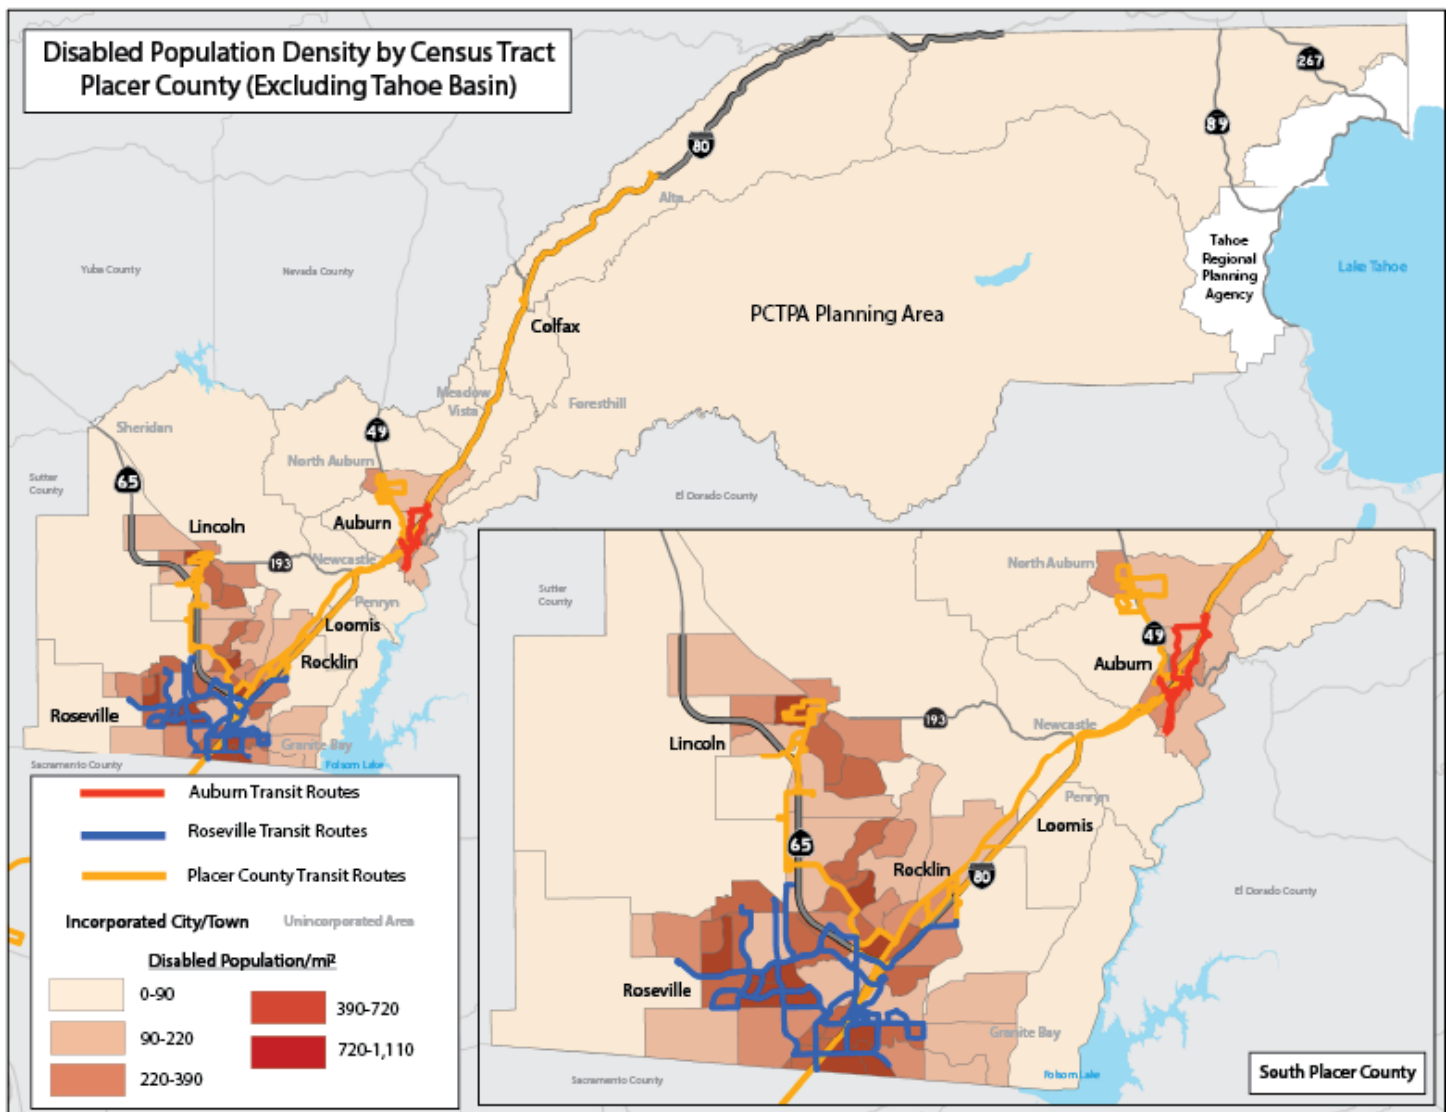 Disabled Population Density by Census Tract
Placer County (Excluding Tahoe Basin)
267
89
80
Alta
Tahoe
Regional
Planning
Agency
Lake Tahoe
Yuba County
Nevada County
PCTPA Planning Area
Colfax
Meadow
Vista
Foresthill
Sheridan
49
North Auburn
65
Sutter
County
El Dorado County
Lincoln
Auburn
193
Newcastle
Penryn
Loomis
Rocklin
Roseville
Granite Bay
Sacramento County
Folsom Lake
North Auburn
Sutter
County
49
Auburn
193
Newcastle
Lincoln
Penryn
Loomis
65
Rocklin
80
El Dorado County
Roseville
Granite Bay
Folsom Lake
Sacramento County
South Placer County
Auburn Transit Routes
Roseville Transit Routes
Placer County Transit Routes
Incorporated City/Town
Unincorporated Area
Disabled Population/mi²
0-90
90-220
220-390
390-720
720-1,110